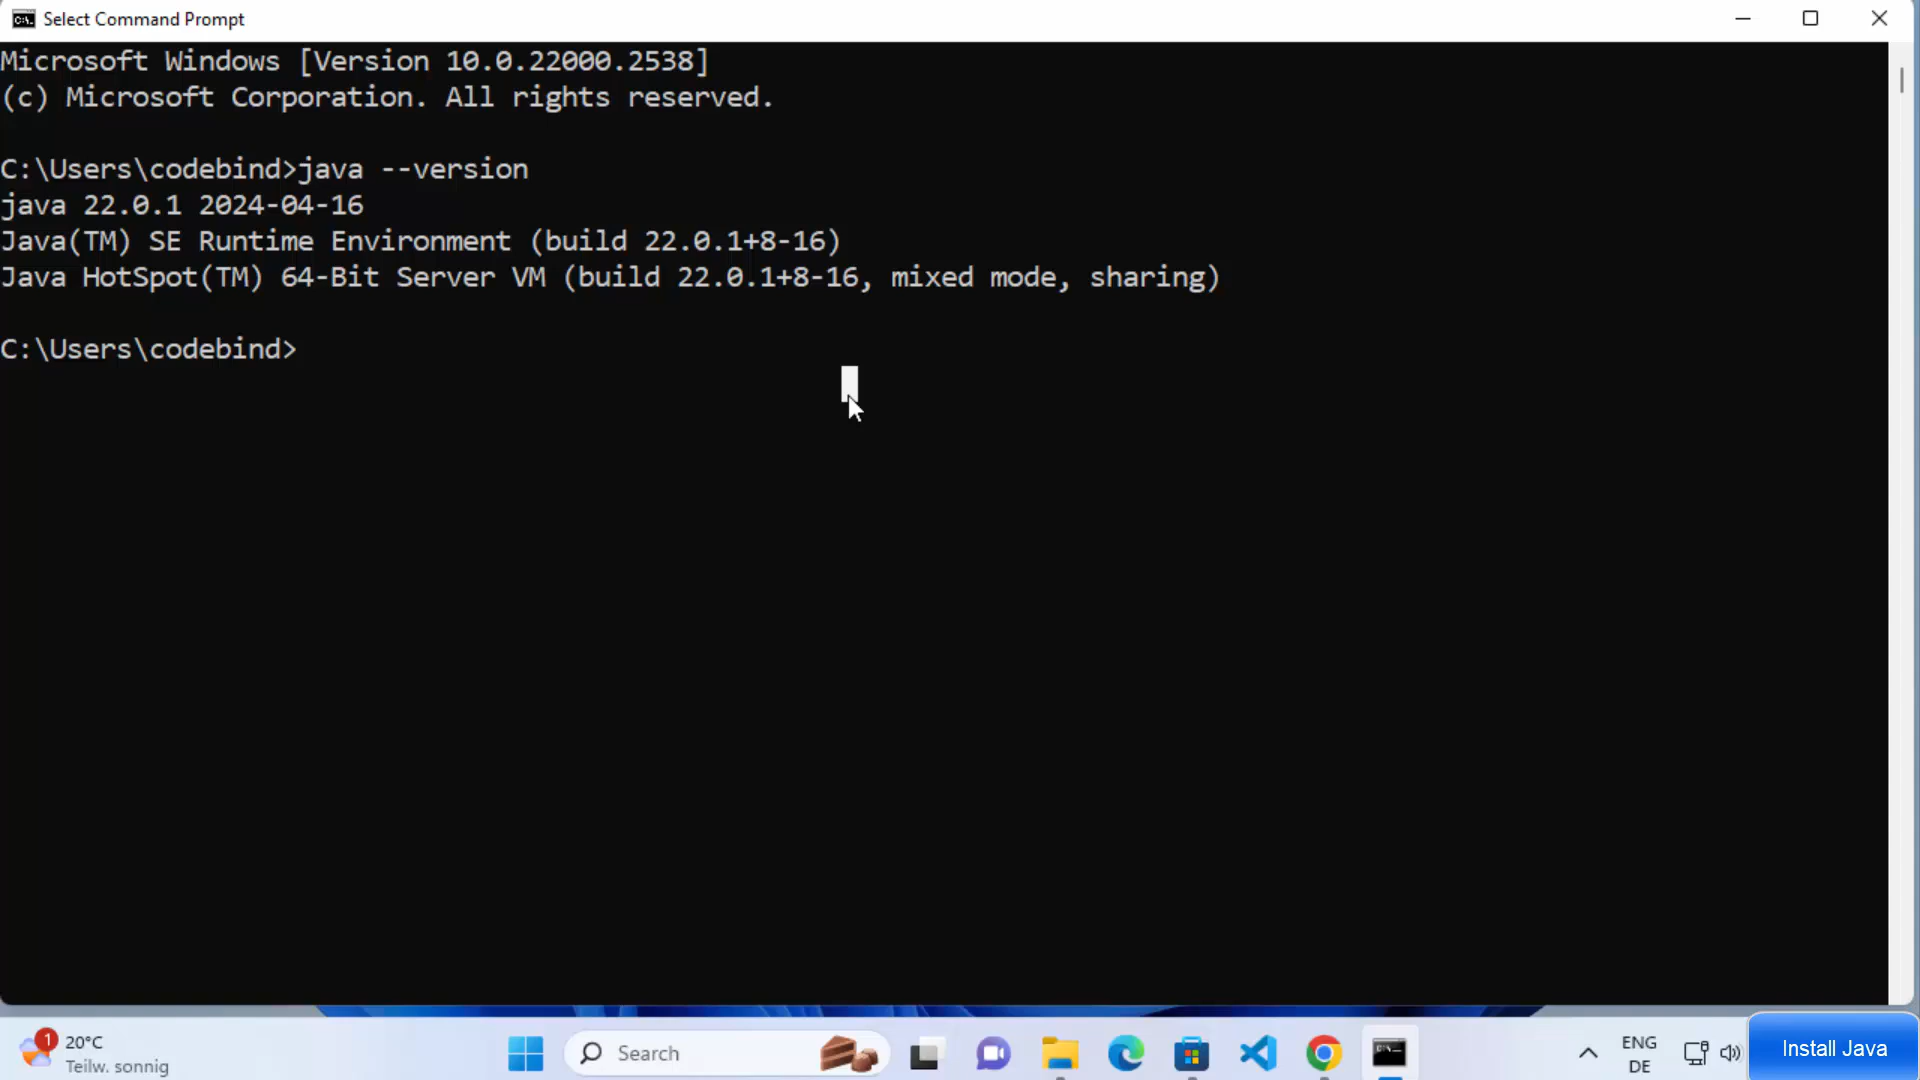 Select Command Prompt
Microsoft Windows [Version 10.0.22000.2538]
(c) Microsoft Corporation. All rights reserved.
C:\Users\codebind>java --version
java 22.0.1 2024-04-16
Java(TM) SE Runtime Environment (build 22.0.1+8-16)
Java HotSpot(TM) 64-Bit Server VM (build 22.0.1+8-16, mixed mode, sharing)
C:\Users\codebind>
1
20°C
Teilw. sonnig
Search
ENG
DE
Install Java